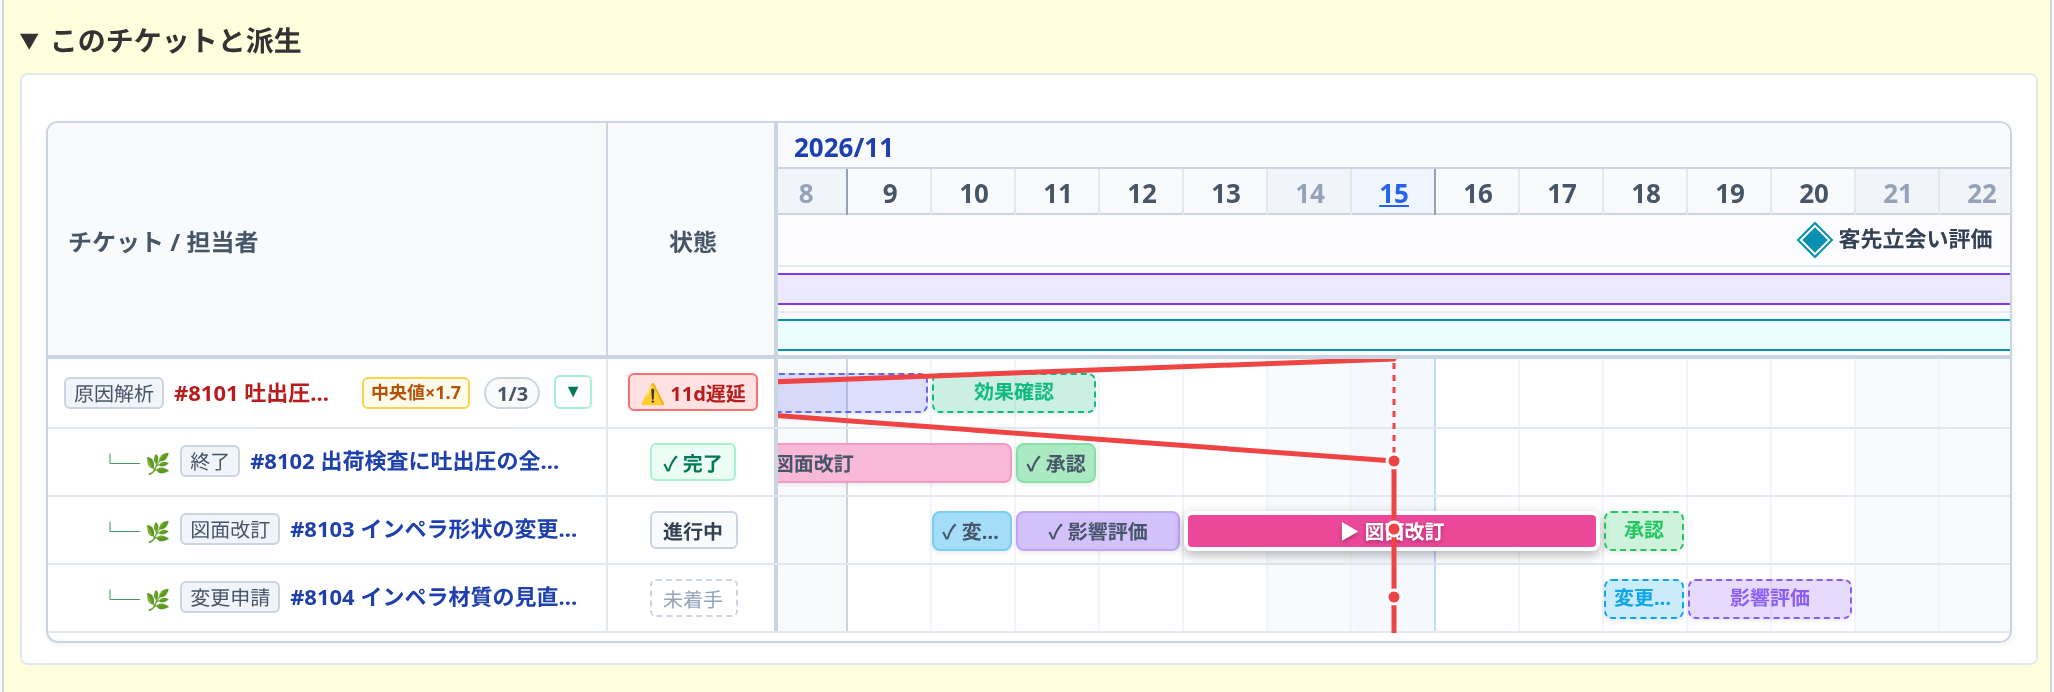 ▼ このチケットと派生
チケット / 担当者
状態
2026/11
8 9 10 11 12 13 14 15 16 17 18 19 20 21 22
客先立会い評価
原因解析 #8101 吐出圧... 中央値×1.7 1/3 ▼ ⚠ 11d遅延 効果確認
終了 #8102 出荷検査に吐出圧の全... ✓完了 図面改訂 ✓承認
図面改訂 #8103 インペラ形状の変更... 進行中 ✓変... ✓影響評価 ▶図面改訂 承認
変更申請 #8104 インペラ材質の見直... 未着手 変更... 影響評価